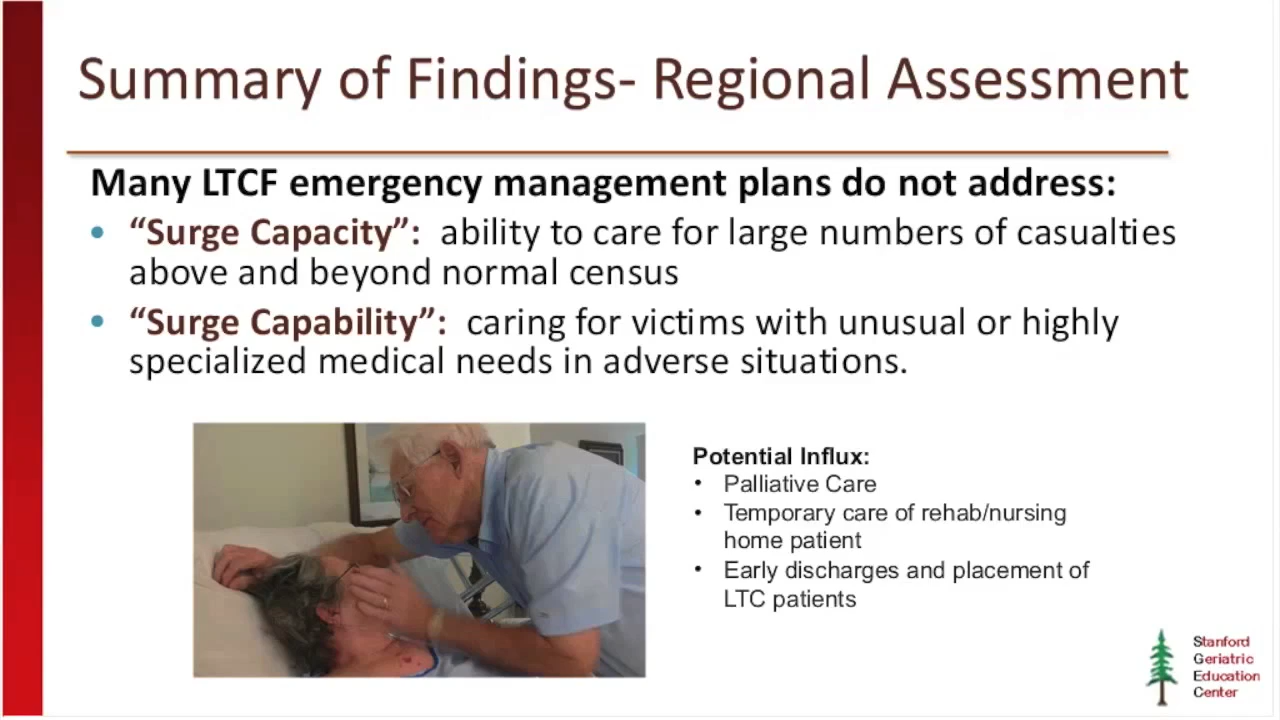 Summary of Findings- Regional Assessment
Many LTCF emergency management plans do not address:
• “Surge Capacity”: ability to care for large numbers of casualties
above and beyond normal census
• “Surge Capability”: caring for victims with unusual or highly
specialized medical needs in adverse situations.
Potential Influx:
• Palliative Care
• Temporary care of rehab/nursing
home patient
• Early discharges and placement of
LTC patients
Stanford
Geriatric
Education
Center